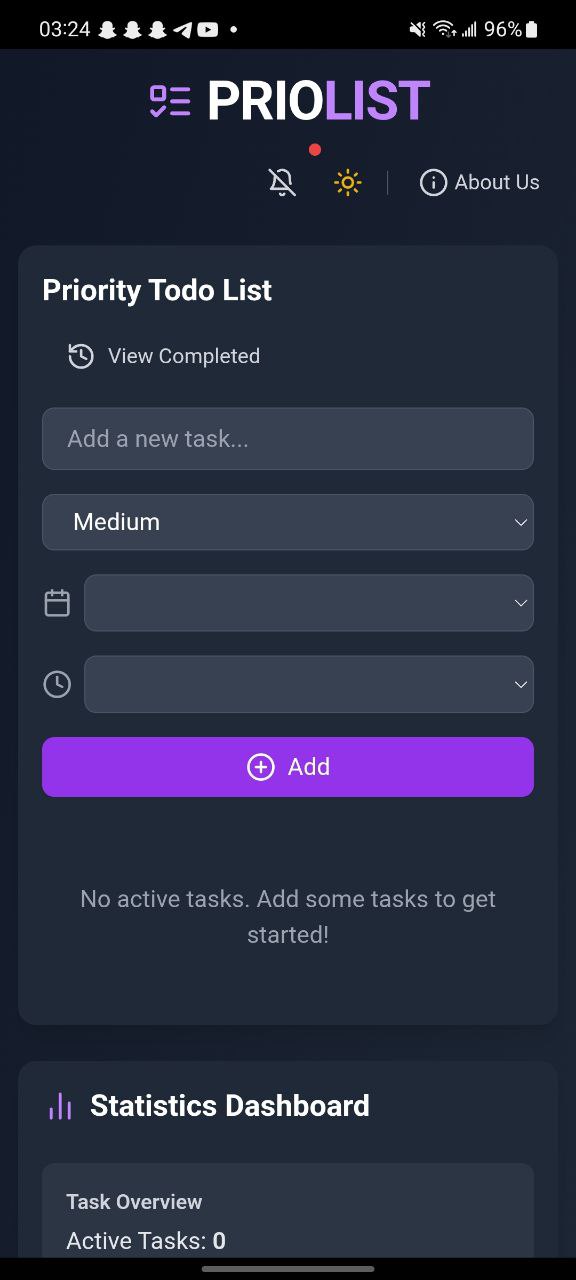 03:24
96%
PRIOLIST
About Us
Priority Todo List
View Completed
Add a new task...
Medium
Add
No active tasks. Add some tasks to get
started!
Statistics Dashboard
Task Overview
Active Tasks: 0